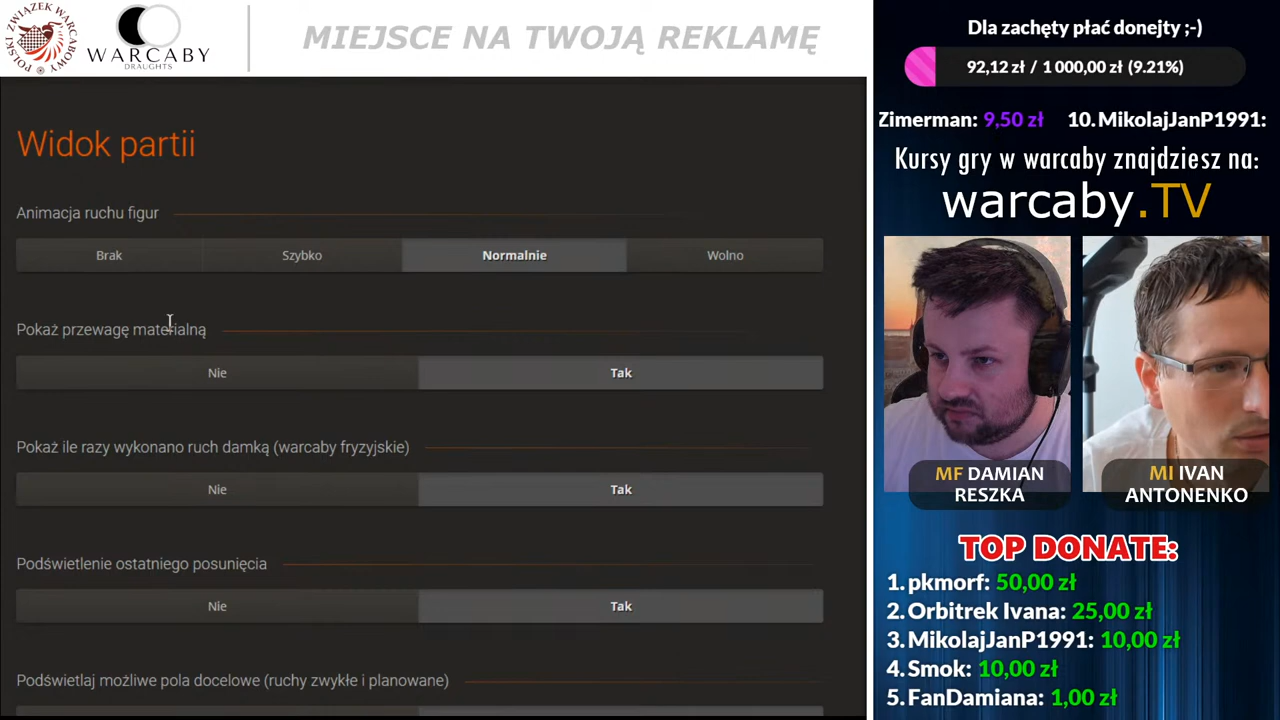 POLSKI ZWIĄZEK WARCABOWY
WARCABY
DRAUGHTS
MIEJSCE NA TWOJĄ REKLAMĘ
Widok partii
Animacja ruchu figur
Brak Szybko Normalnie Wolno
Pokaż przewagę materialną
Nie Tak
Pokaż ile razy wykonano ruch damką (warcaby fryzyjskie)
Nie Tak
Podświetlenie ostatniego posunięcia
Nie Tak
Podświetlaj możliwe pola docelowe (ruchy zwykłe i planowane)
Dla zachęty płać donejty ;-)
92,12 zł / 1 000,00 zł (9.21%)
Zimerman: 9,50 zł 10. MikolajJanP1991:
Kursy gry w warcaby znajdziesz na:
warcaby.TV
MF DAMIAN
RESZKA
MI IVAN
ANTONENKO
TOP DONATE:
1. pkmorf: 50,00 zł
2. Orbitrek Ivana: 25,00 zł
3. MikolajJanP1991: 10,00 zł
4. Smok: 10,00 zł
5. FanDamiana: 1,00 zł